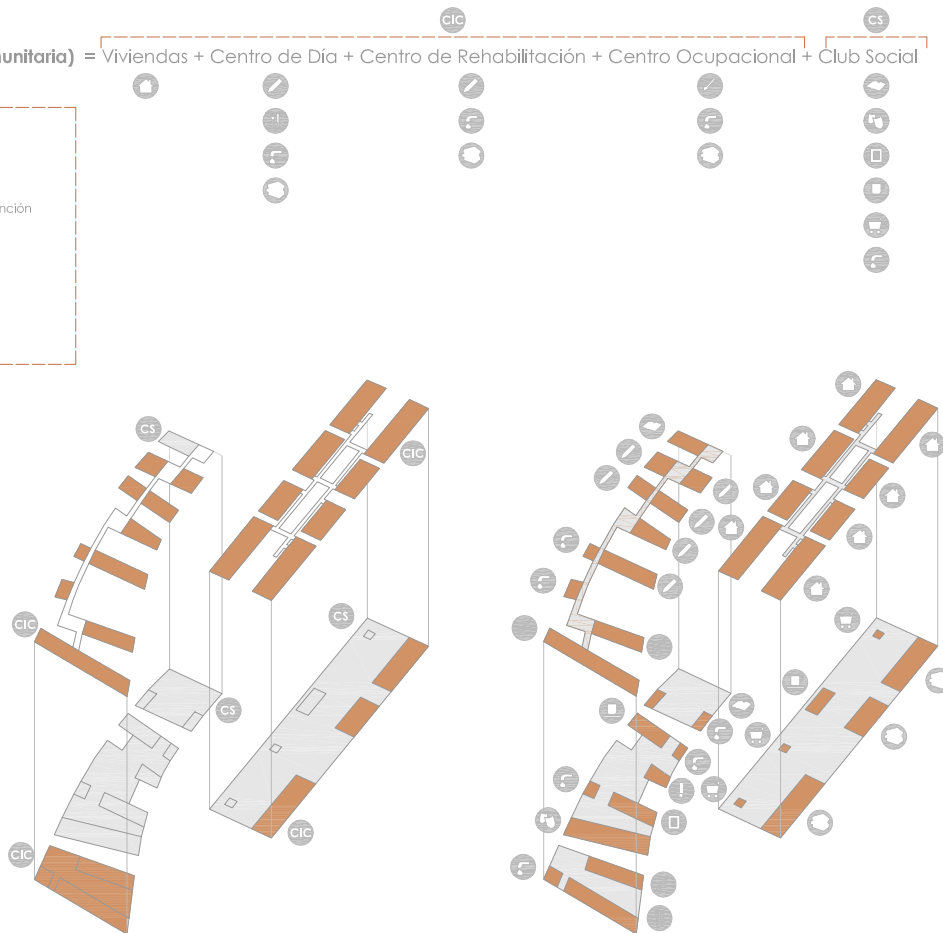 CIC
CS
unitaria) = Viviendas + Centro de Día + Centro de Rehabilitación + Centro Ocupacional + Club Social
nción
CS
CIC
CS
CIC
CS
CIC
CIC